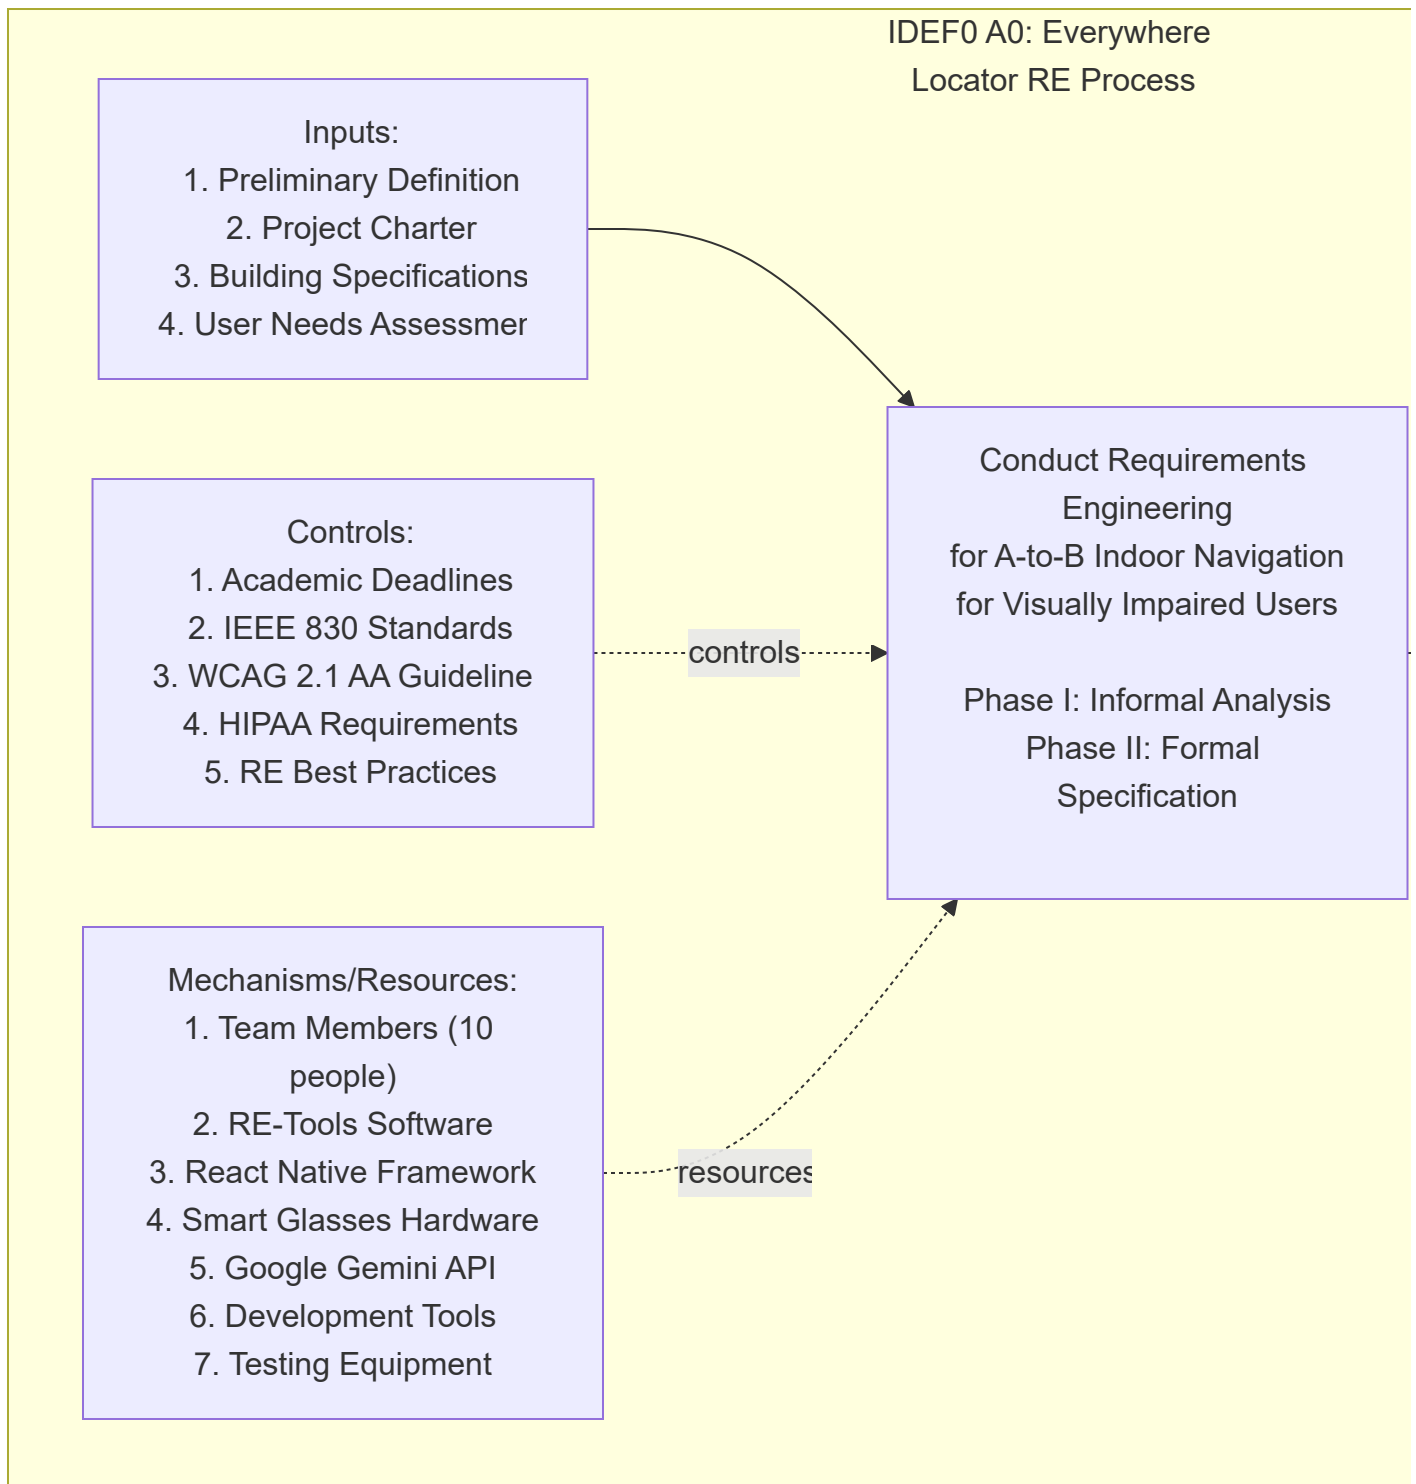 IDEF0 A0: Everywhere
Locator RE Process
Inputs:
1. Preliminary Definition
2. Project Charter
3. Building Specifications
4. User Needs Assessmen
Controls:
1. Academic Deadlines
2. IEEE 830 Standards
3. WCAG 2.1 AA Guideline
4. HIPAA Requirements
5. RE Best Practices
controls
Conduct Requirements
Engineering
for A-to-B Indoor Navigation
for Visually Impaired Users
Phase I: Informal Analysis
Phase II: Formal
Specification
Mechanisms/Resources:
1. Team Members (10
people)
2. RE-Tools Software
3. React Native Framework
4. Smart Glasses Hardware
5. Google Gemini API
6. Development Tools
7. Testing Equipment
resources